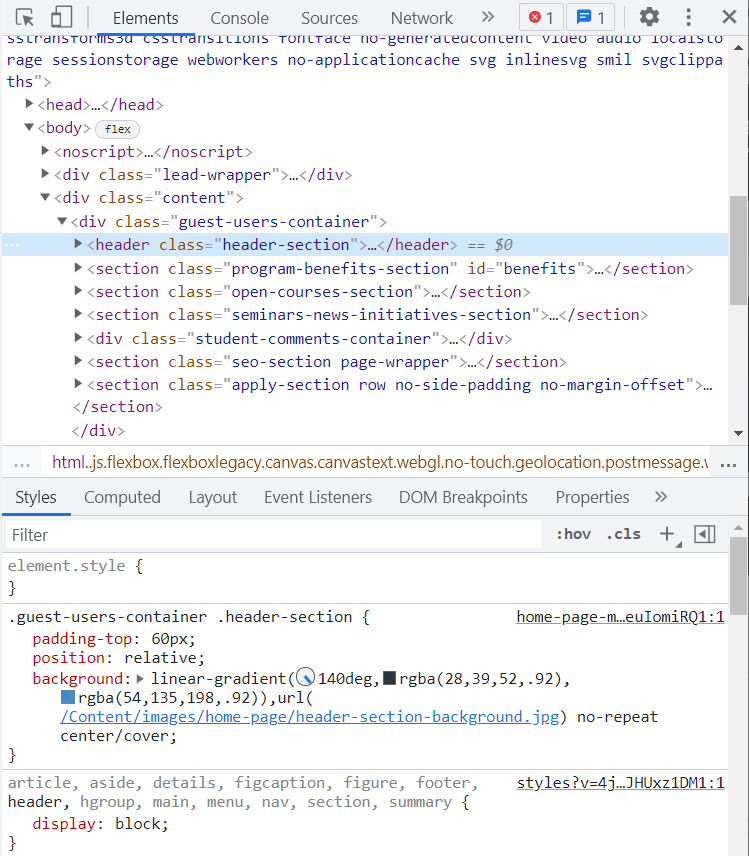 Elements Console Sources Network » 1 1
sstransforms3d csstransitions fontface no-generatedcontent video audio localsto
rage sessionstorage webworkers no-applicationcache svg inlinesvg smil svgclippa
ths">
<head>…</head>
<body> flex
<noscript>…</noscript>
<div class="lead-wrapper">…</div>
<div class="content">
<div class="guest-users-container">
… <header class="header-section">…</header> == $0
<section class="program-benefits-section" id="benefits">…</section>
<section class="open-courses-section">…</section>
<section class="seminars-news-initiatives-section">…</section>
<div class="student-comments-container">…</div>
<section class="seo-section page-wrapper">…</section>
<section class="apply-section row no-side-padding no-margin-offset">…
</section>
</div>
… html..js.flexbox.flexboxlegacy.canvas.canvastext.webgl.no-touch.geolocation.postmessage.w …
Styles Computed Layout Event Listeners DOM Breakpoints Properties »
Filter :hov .cls +
element.style {
}
.guest-users-container .header-section { home-page-m…euIomiRQ1:1
padding-top: 60px;
position: relative;
background: linear-gradient(140deg, rgba(28,39,52,.92),
rgba(54,135,198,.92)),url(
/Content/images/home-page/header-section-background.jpg) no-repeat
center/cover;
}
article, aside, details, figcaption, figure, footer, styles?v=4j…JHUxz1DM1:1
header, hgroup, main, menu, nav, section, summary {
display: block;
}